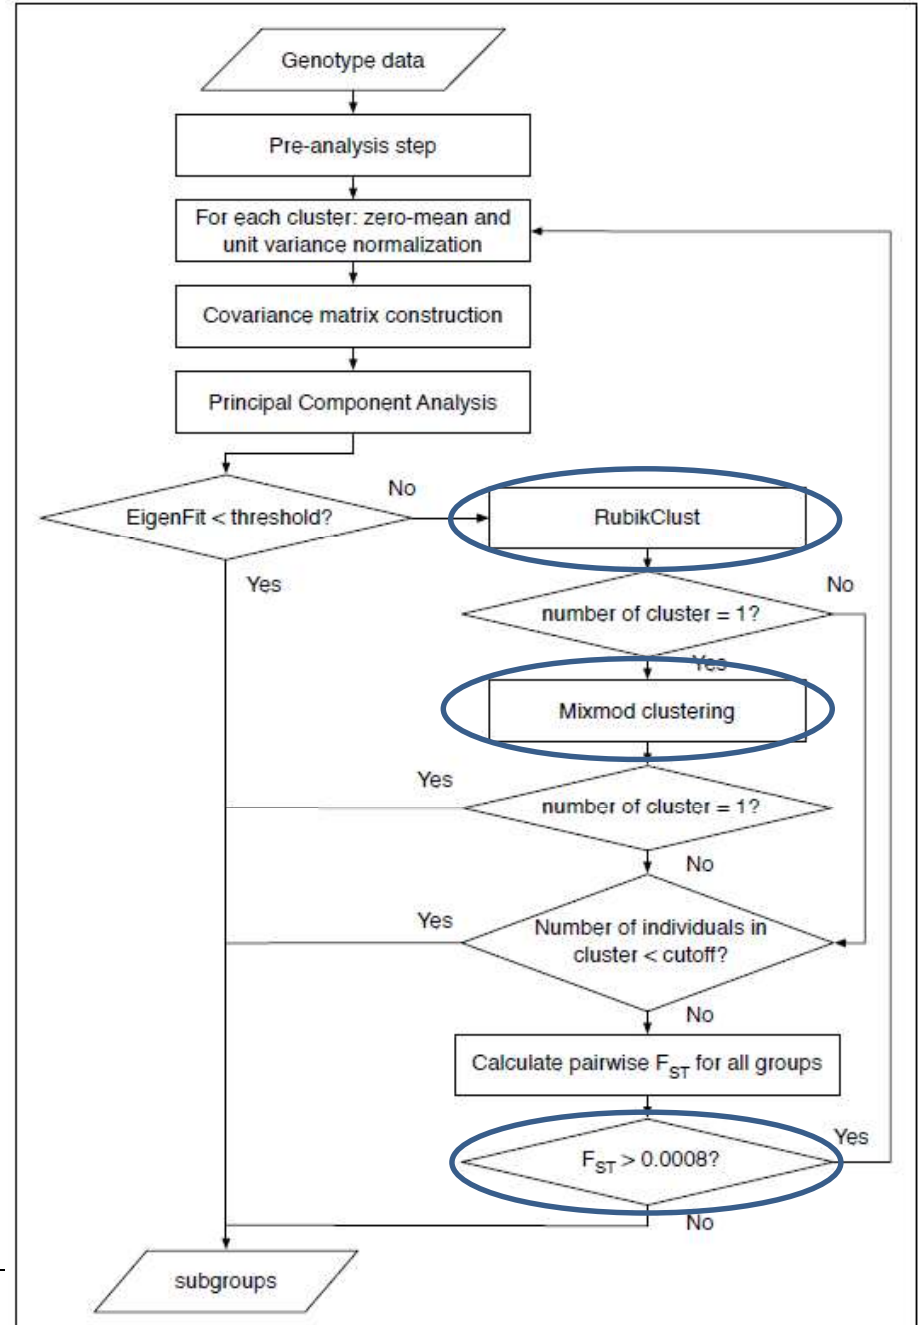 Genotype data
Pre-analysis step
For each cluster: zero-mean and
unit variance normalization
Covariance matrix construction
Principal Component Analysis
EigenFit < threshold?
No
RubikClust
Yes
number of cluster = 1?
No
Yes
Mixmod clustering
Yes
number of cluster = 1?
No
Yes
Number of individuals in
cluster < cutoff?
No
Calculate pairwise FST for all groups
FST > 0.0008?
Yes
No
subgroups